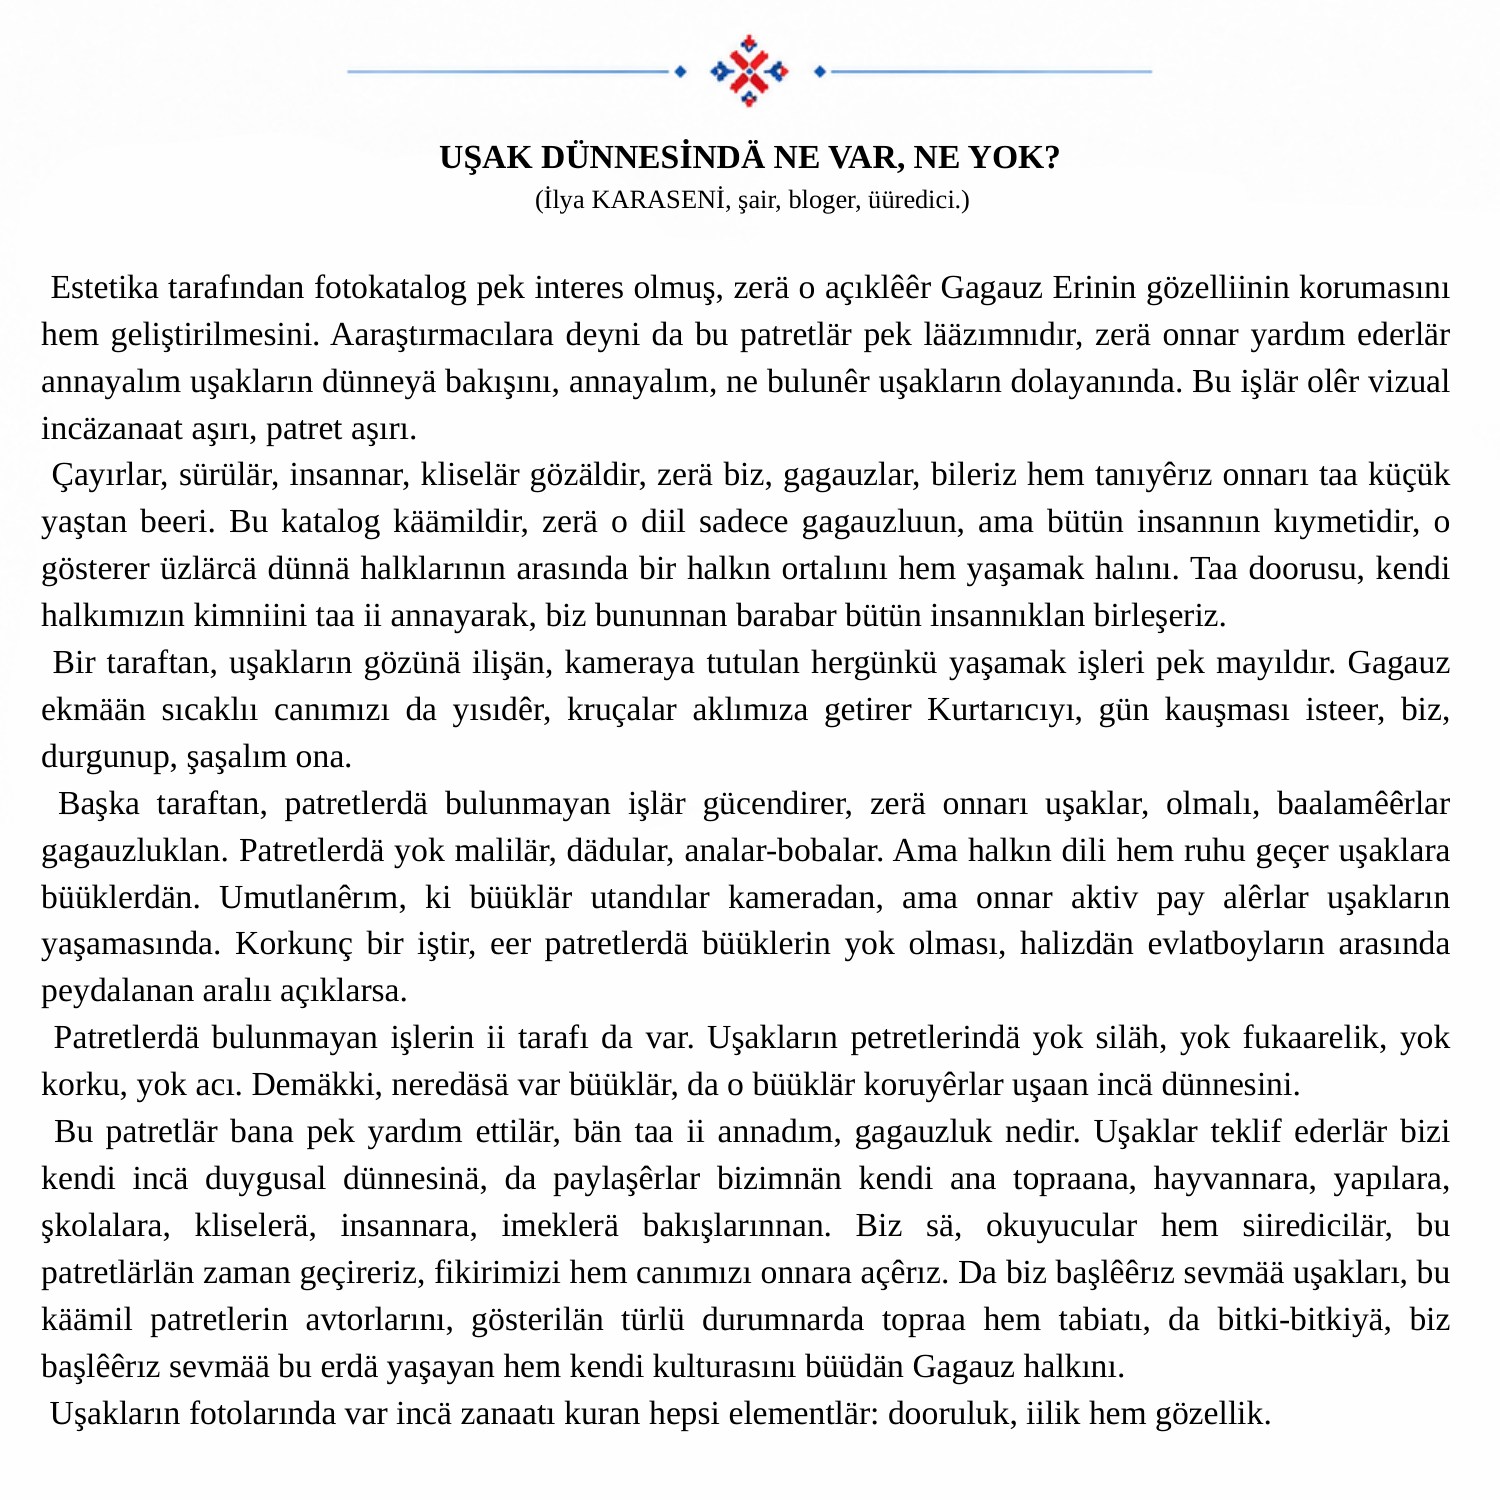 UŞAK DÜNNESİNDÄ NE VAR, NE YOK?
(İlya KARASENİ, şair, bloger, üüredici.)
Estetika tarafından fotokatalog pek interes olmuş, zerä o açıklêêr Gagauz Erinin gözelliinin korumasını
hem geliştirilmesini. Aaraştırmacılara deyni da bu patretlär pek lääzımnıdır, zerä onnar yardım ederlär
annayalım uşakların dünneyä bakışını, annayalım, ne bulunêr uşakların dolayanında. Bu işlär olêr vizual
incäzanaat aşırı, patret aşırı.
Çayırlar, sürülär, insannar, kliselär gözäldir, zerä biz, gagauzlar, bileriz hem tanıyêrız onnarı taa küçük
yaştan beeri. Bu katalog käämildir, zerä o diil sadece gagauzluun, ama bütün insannıın kıymetidir, o
gösterer üzlärcä dünnä halklarının arasında bir halkın ortalıını hem yaşamak halını. Taa doorusu, kendi
halkımızın kimniini taa ii annayarak, biz bununnan barabar bütün insannıklan birleşeriz.
Bir taraftan, uşakların gözünä ilişän, kameraya tutulan hergünkü yaşamak işleri pek mayıldır. Gagauz
ekmään sıcaklıı canımızı da yısıdêr, kruçalar aklımıza getirer Kurtarıcıyı, gün kauşması isteer, biz,
durgunup, şaşalım ona.
Başka taraftan, patretlerdä bulunmayan işlär gücendirer, zerä onnarı uşaklar, olmalı, baalamêêrlar
gagauzluklan. Patretlerdä yok malilär, dädular, analar-bobalar. Ama halkın dili hem ruhu geçer uşaklara
büüklerdän. Umutlanêrım, ki büüklär utandılar kameradan, ama onnar aktiv pay alêrlar uşakların
yaşamasında. Korkunç bir iştir, eer patretlerdä büüklerin yok olması, halizdän evlatboyların arasında
peydalanan aralıı açıklarsa.
Patretlerdä bulunmayan işlerin ii tarafı da var. Uşakların petretlerindä yok siläh, yok fukaarelik, yok
korku, yok acı. Demäkki, neredäsä var büüklär, da o büüklär koruyêrlar uşaan incä dünnesini.
Bu patretlär bana pek yardım ettilär, bän taa ii annadım, gagauzluk nedir. Uşaklar teklif ederlär bizi
kendi incä duygusal dünnesinä, da paylaşêrlar bizimnän kendi ana topraana, hayvannara, yapılara,
şkolalara, kliselerä, insannara, imeklerä bakışlarınnan. Biz sä, okuyucular hem siiredicilär, bu
patretlärlän zaman geçireriz, fikirimizi hem canımızı onnara açêrız. Da biz başlêêrız sevmää uşakları, bu
käämil patretlerin avtorlarını, gösterilän türlü durumnarda topraa hem tabiatı, da bitki-bitkiyä, biz
başlêêrız sevmää bu erdä yaşayan hem kendi kulturasını büüdän Gagauz halkını.
Uşakların fotolarında var incä zanaatı kuran hepsi elementlär: dooruluk, iilik hem gözellik.